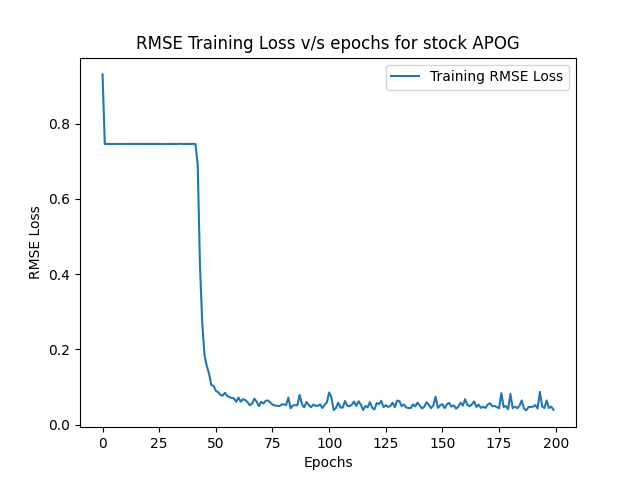 RMSE Training Loss v/s epochs for stock APOG
Training RMSE Loss
RMSE Loss
0.8
0.6
0.4
0.2
0.0
0 25 50 75 100 125 150 175 200
Epochs